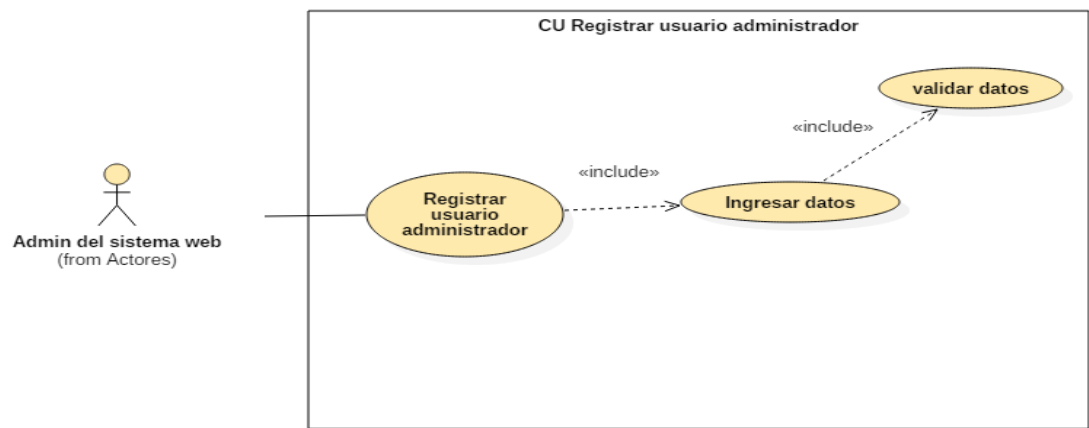 CU Registrar usuario administrador
validar datos
«include»
«include»
Registrar
usuario
administrador
Ingresar datos
Admin del sistema web
(from Actores)